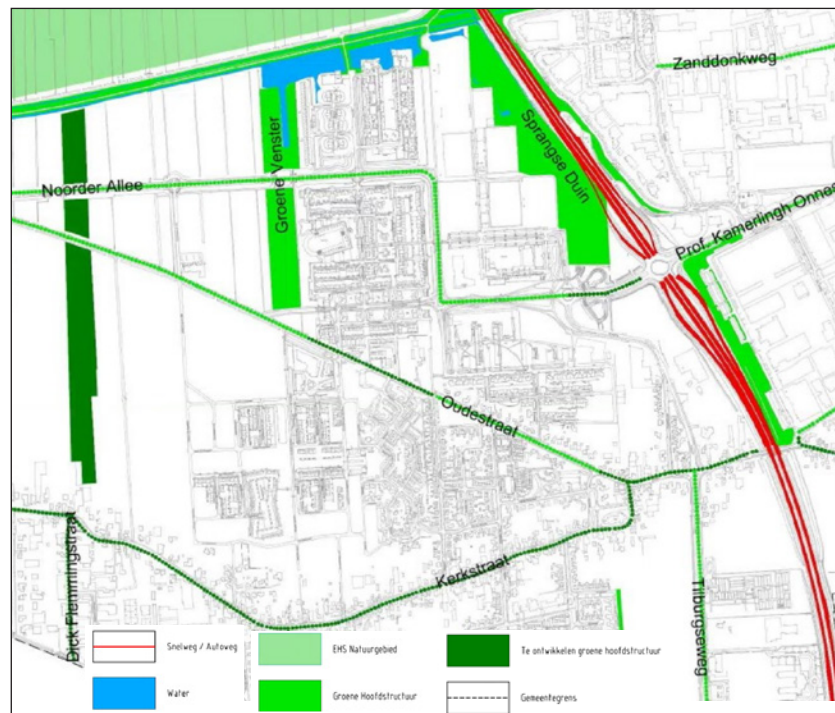 Zanddonkweg
Sprangse Duin
Groene Venster
Noorder Allee
Prof. Kamerlingh Onnes
Oudestraat
Kerkstraat
Dick Flemmingstraat
Tilburgseweg
Snelweg / Autoweg
EHS Natuurgebied
Te ontwikkelen groene hoofdstructuur
Water
Groene Hoofdstructuur
Gemeentegrens